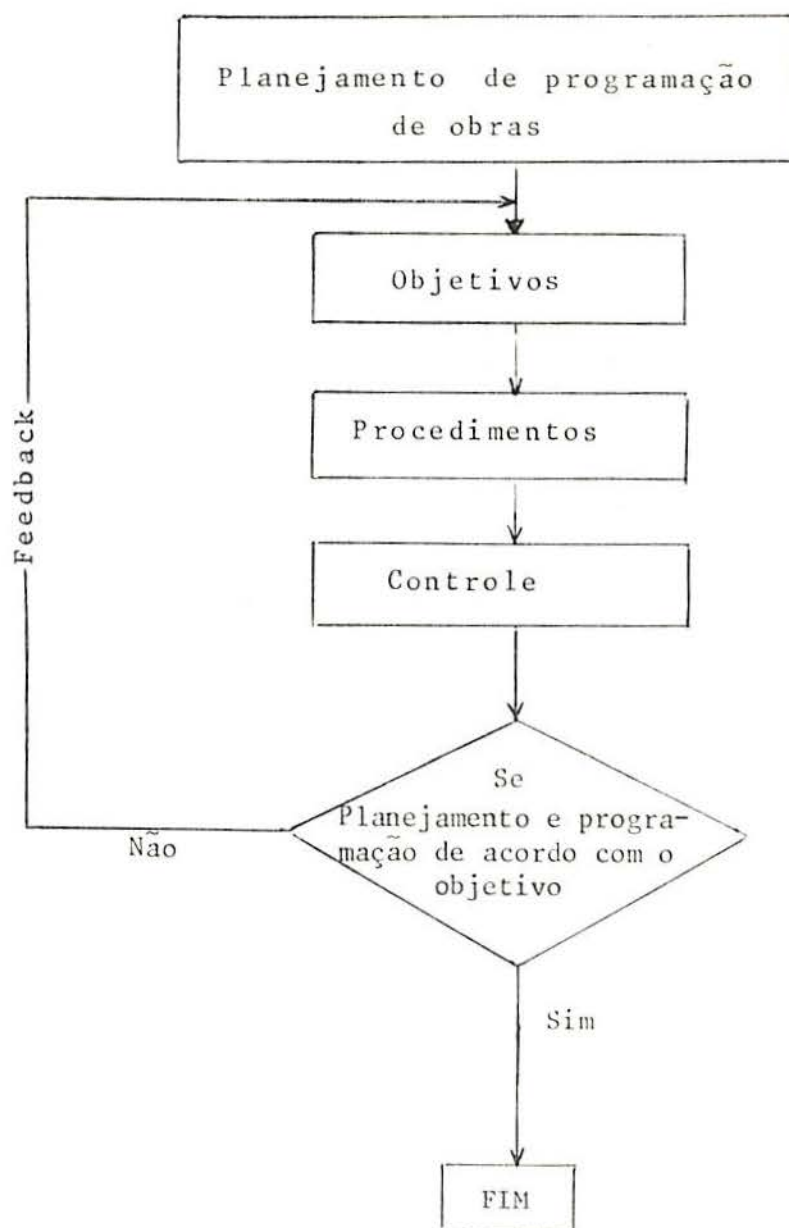 Planejamento de programação
de obras
Objetivos
Procedimentos
Feedback
Controle
Se
Planejamento e progra-
mação de acordo com o
objetivo
Não
Sim
FIM